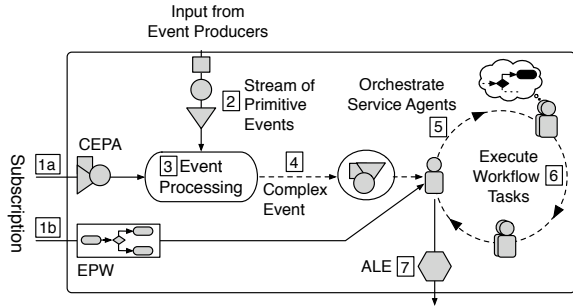 Input from
Event Producers
2 Stream of
Primitive
Events
Orchestrate
Service Agents
5
CEPA
1a
3 Event
Processing
4
Complex
Event
Execute
Workflow
Tasks
6
Subscription
1b
EPW
ALE 7